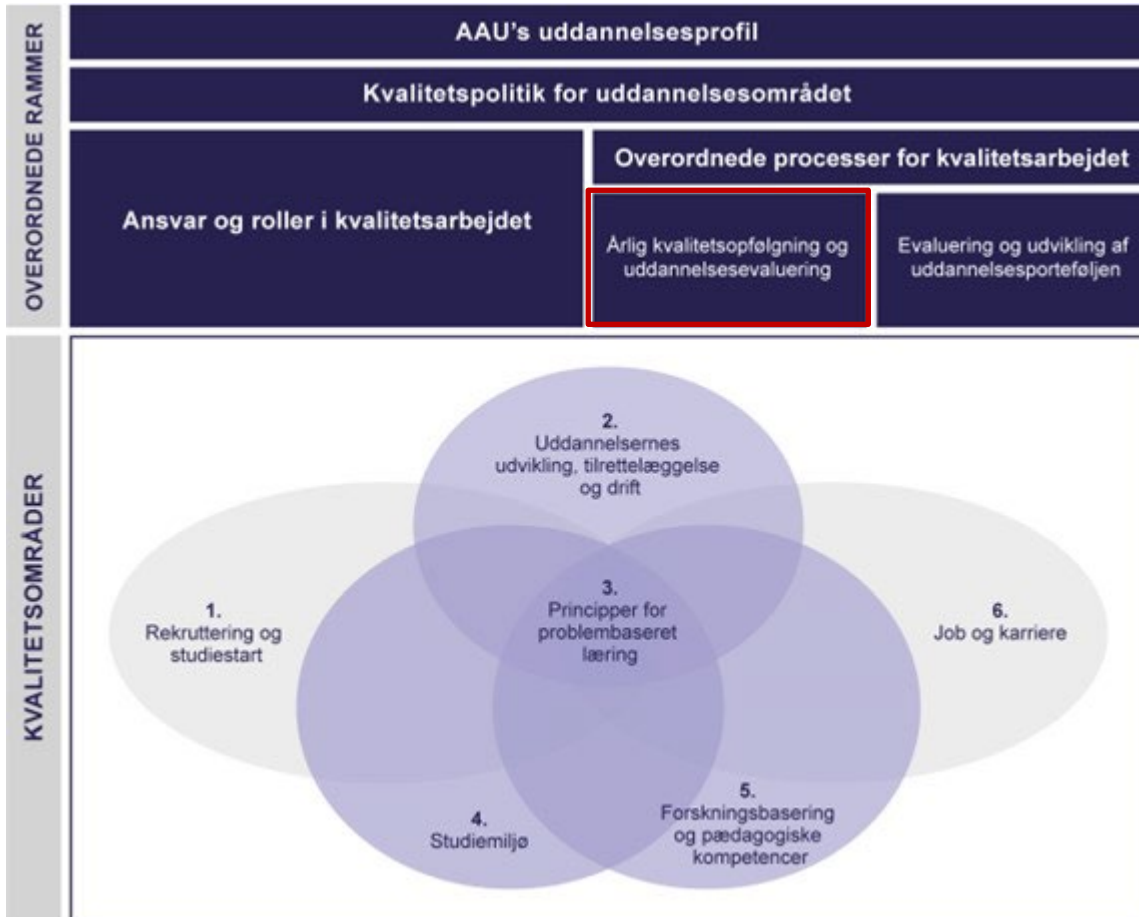 OVERORDNEDE RAMMER
AAU's uddannelsesprofil
Kvalitetspolitik for uddannelsesområdet
Ansvar og roller i kvalitetsarbejdet
Overordnede processer for kvalitetsarbejdet
Årlig kvalitetsopfølgning og
uddannelsesevaluering
Evaluering og udvikling af
uddannelsesporteføljen
KVALITETSOMRÅDER
1.
Rekruttering og
studiestart
2.
Uddannelsernes
udvikling, tilrettelæggelse
og drift
3.
Principper for
problembaseret
læring
4.
Studiemiljø
5.
Forskningsbasering
og pædagogiske
kompetencer
6.
Job og karriere